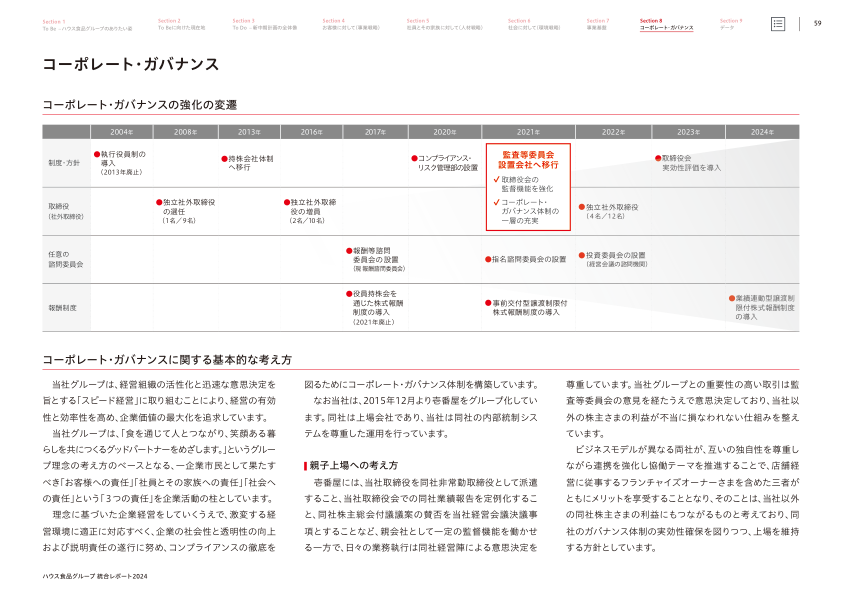 Section 1
To Be －ハウス食品グループのありたい姿
Section 2
To Beに向けた現在地
Section 3
To Do －新中期計画の全体像
Section 4
お客様に対して(事業戦略)
Section 5
社員とその家族に対して(人材戦略)
Section 6
社会に対して(環境戦略)
Section 7
事業基盤
Section 8
コーポレート・ガバナンス
Section 9
データ
59
コーポレート・ガバナンス
コーポレート・ガバナンスの強化の変遷
2004年 2008年 2013年 2016年 2017年 2020年 2021年 2022年 2023年 2024年
制度・方針
●執行役員制の
導入
(2013年廃止)
●持株会社体制
へ移行
●コンプライアンス・
リスク管理部の設置
監査等委員会
設置会社へ移行
✓取締役会の
監督機能を強化
✓コーポレート・
ガバナンス体制の
一層の充実
●取締役会
実効性評価を導入
取締役
(社外取締役)
●独立社外取締役
の選任
(1名／9名)
●独立社外取締
役の増員
(2名／10名)
●独立社外取締役
(4名／12名)
任意の
諮問委員会
●報酬等諮問
委員会の設置
(現 報酬諮問委員会)
●指名諮問委員会の設置
●投資委員会の設置
(経営会議の諮問機関)
報酬制度
●役員持株会を
通じた株式報酬
制度の導入
(2021年廃止)
●事前交付型譲渡制限付
株式報酬制度の導入
●業績連動型譲渡制
限付株式報酬制度
の導入
コーポレート・ガバナンスに関する基本的な考え方
当社グループは、経営組織の活性化と迅速な意思決定を
旨とする「スピード経営」に取り組むことにより、経営の有効
性と効率性を高め、企業価値の最大化を追求しています。
当社グループは、「食を通じて人とつながり、笑顔ある暮
らしを共につくるグッドパートナーをめざします。」というグルー
プ理念の考え方のベースとなる、一企業市民として果たす
べき「お客様への責任」「社員とその家族への責任」「社会へ
の責任」という「3つの責任」を企業活動の柱としています。
理念に基づいた企業経営をしていくうえで、激変する経
営環境に適正に対応すべく、企業の社会性と透明性の向上
および説明責任の遂行に努め、コンプライアンスの徹底を
図るためにコーポレート・ガバナンス体制を構築しています。
なお当社は、2015年12月より壱番屋をグループ化してい
ます。同社は上場会社であり、当社は同社の内部統制シス
テムを尊重した運用を行っています。
親子上場への考え方
壱番屋には、当社取締役を同社非常勤取締役として派遣
すること、当社取締役会での同社業績報告を定例化するこ
と、同社株主総会付議議案の賛否を当社経営会議決議事
項とすることなど、親会社として一定の監督機能を働かせ
る一方で、日々の業務執行は同社経営陣による意思決定を
尊重しています。当社グループとの重要性の高い取引は監
査等委員会の意見を経たうえで意思決定しており、当社以
外の株主さまの利益が不当に損なわれない仕組みを整え
ています。
ビジネスモデルが異なる両社が、互いの独自性を尊重し
ながら連携を強化し協働テーマを推進することで、店舗経
営に従事するフランチャイズオーナーさまを含めた三者が
ともにメリットを享受することとなり、そのことは、当社以外
の同社株主さまの利益にもつながるものと考えており、同
社のガバナンス体制の実効性確保を図りつつ、上場を維持
する方針としています。
ハウス食品グループ 統合レポート2024